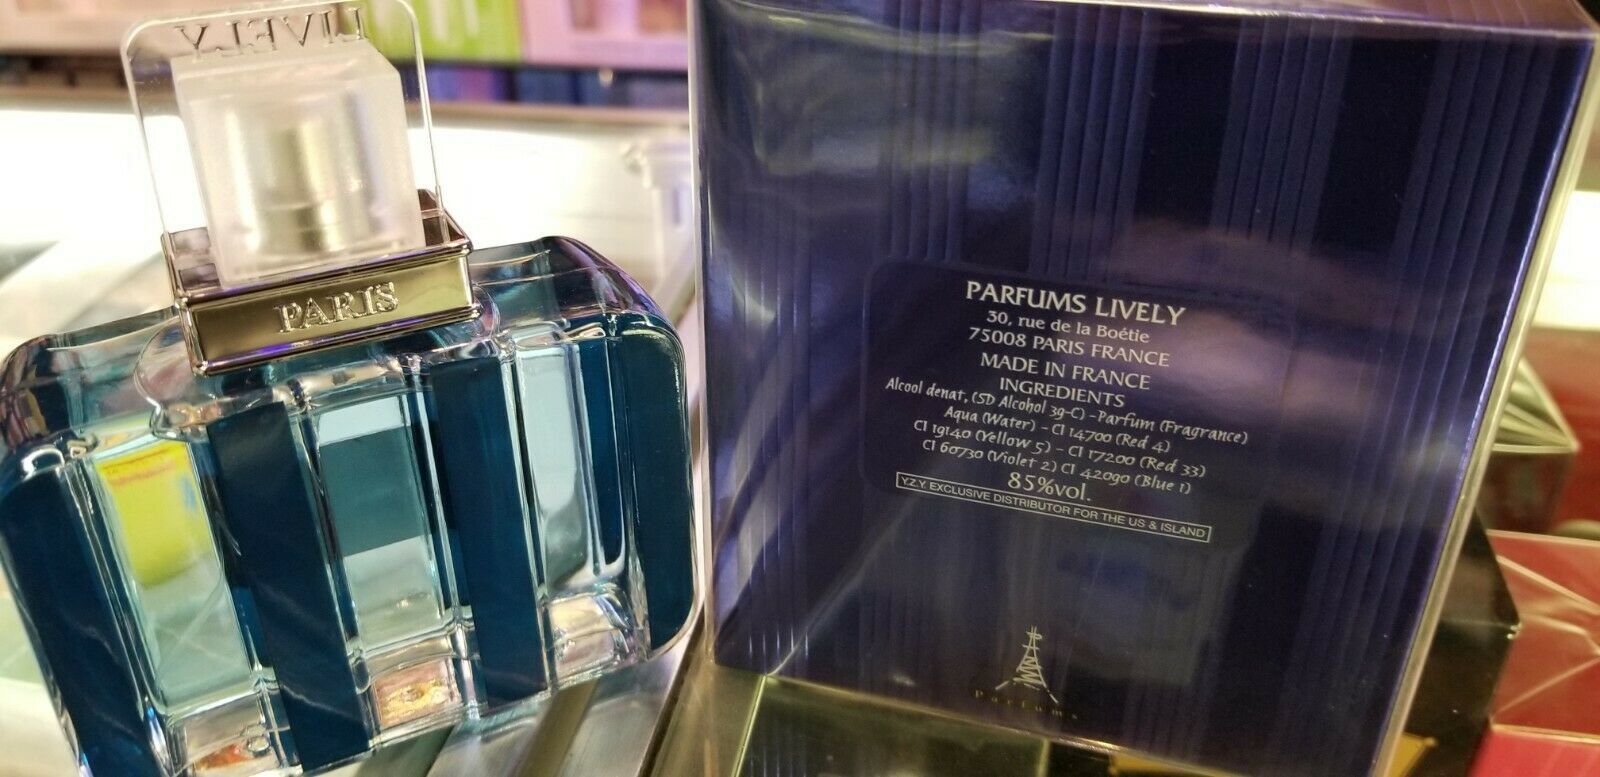 LIVELY
PARIS
PARFUMS LIVELY
30, rue de la Boétie
75008 PARIS FRANCE
MADE IN FRANCE
INGREDIENTS
Alcool denat, (SD Alcohol 39-C) - Parfum (Fragrance)
Aqua (Water) - CI 14700 (Red 4)
CI 19140 (Yellow 5) - CI 17200 (Red 33)
CI 60730 (Violet 2) CI 42090 (Blue 1)
85%vol.
Y.Z.Y. EXCLUSIVE DISTRIBUTOR FOR THE US & ISLAND
Parfums